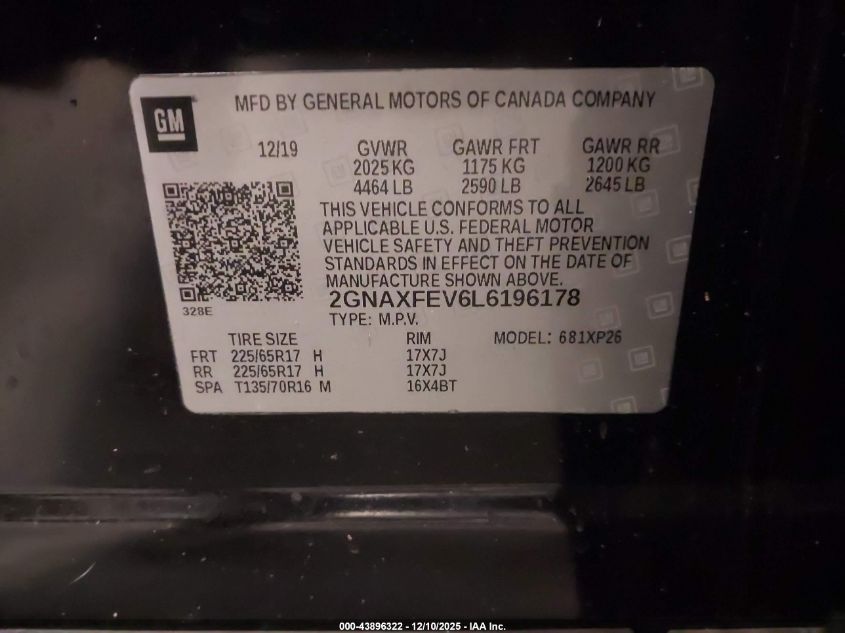 GM
MFD BY GENERAL MOTORS OF CANADA COMPANY
12/19 GVWR GAWR FRT GAWR RR
2025 KG 1175 KG 1200 KG
4464 LB 2590 LB 2645 LB
THIS VEHICLE CONFORMS TO ALL
APPLICABLE U.S. FEDERAL MOTOR
VEHICLE SAFETY AND THEFT PREVENTION
STANDARDS IN EFFECT ON THE DATE OF
MANUFACTURE SHOWN ABOVE.
328E
2GNAXFEV6L6196178
TYPE: M.P.V.
TIRE SIZE RIM MODEL: 681XP26
FRT 225/65R17 H 17X7J
RR 225/65R17 H 17X7J
SPA T135/70R16 M 16X4BT
000-43896322 - 12/10/2025 - IAA Inc.